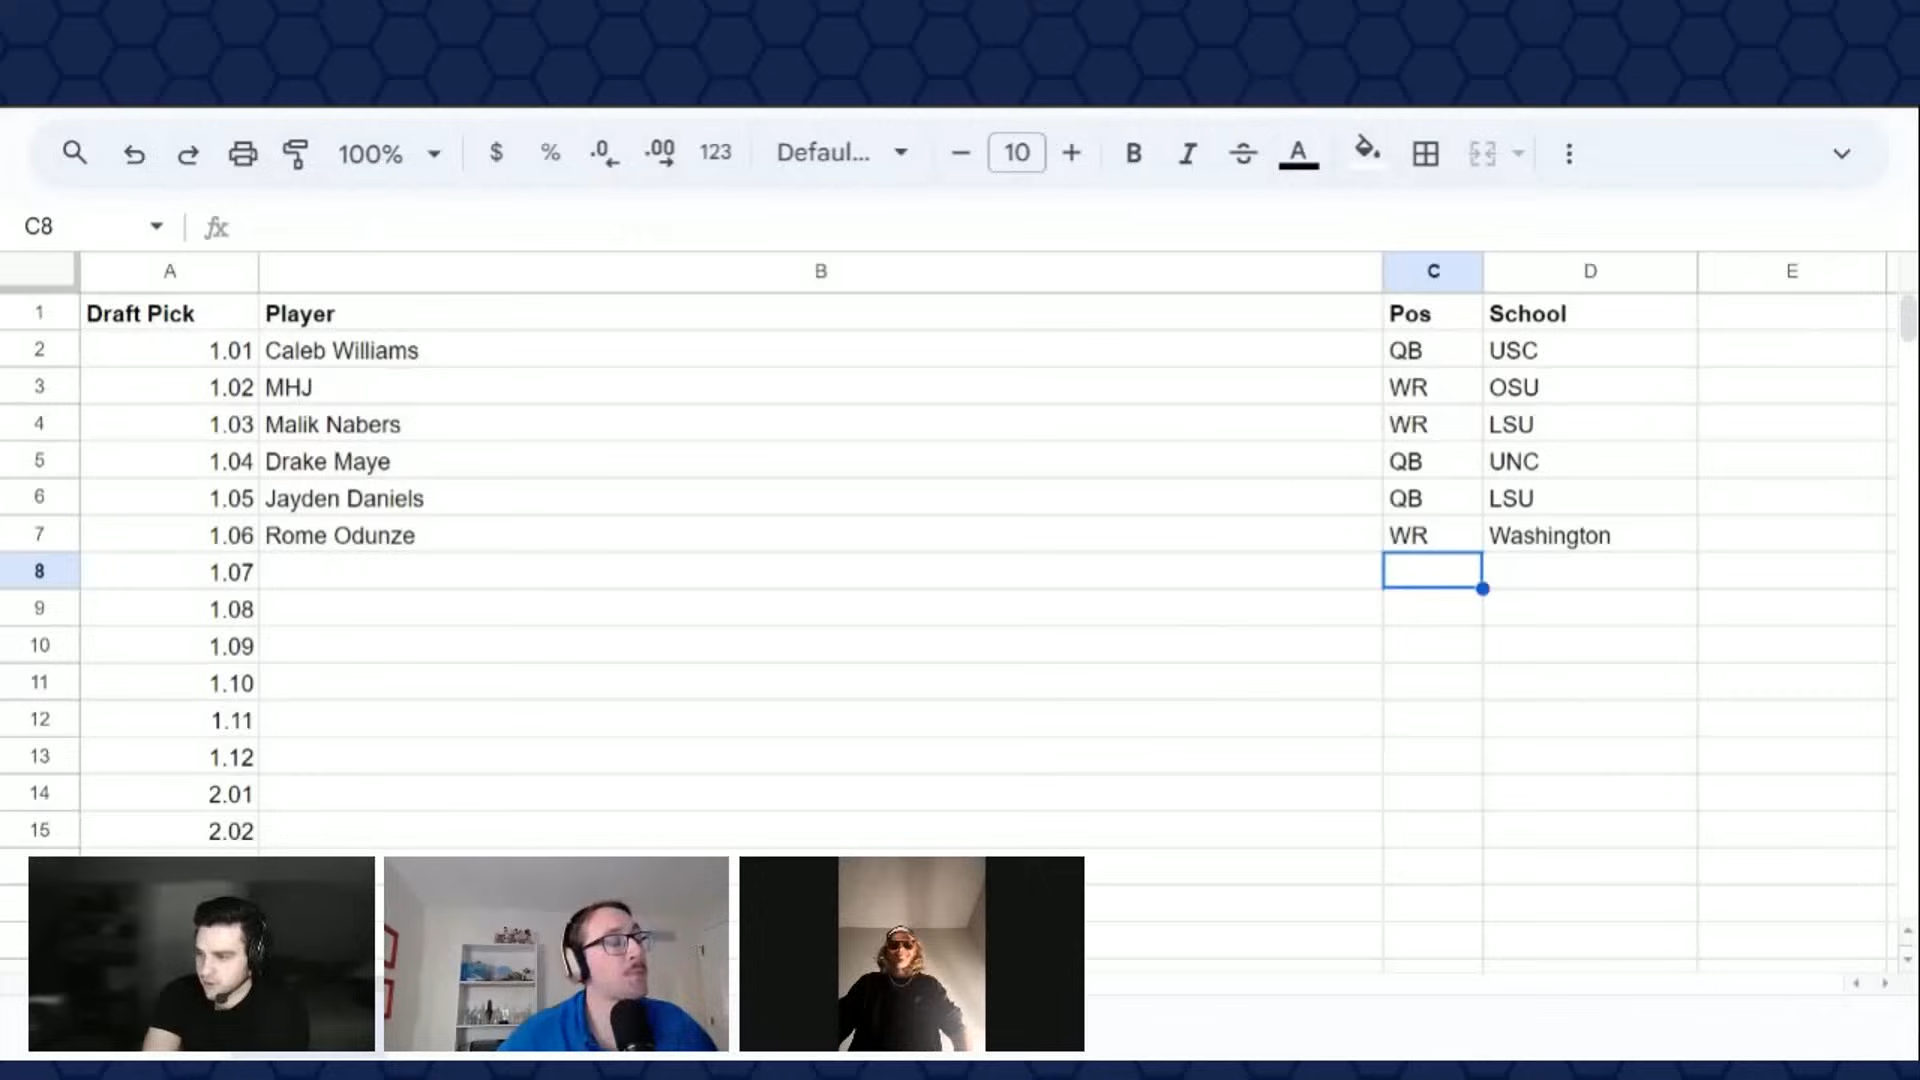 100% $ % .0 .00 123 Defaul... 10 B I S A
C8 fx
A B C D E
1 Draft Pick Player Pos School
2 1.01 Caleb Williams QB USC
3 1.02 MHJ WR OSU
4 1.03 Malik Nabers WR LSU
5 1.04 Drake Maye QB UNC
6 1.05 Jayden Daniels QB LSU
7 1.06 Rome Odunze WR Washington
8 1.07
9 1.08
10 1.09
11 1.10
12 1.11
13 1.12
14 2.01
15 2.02